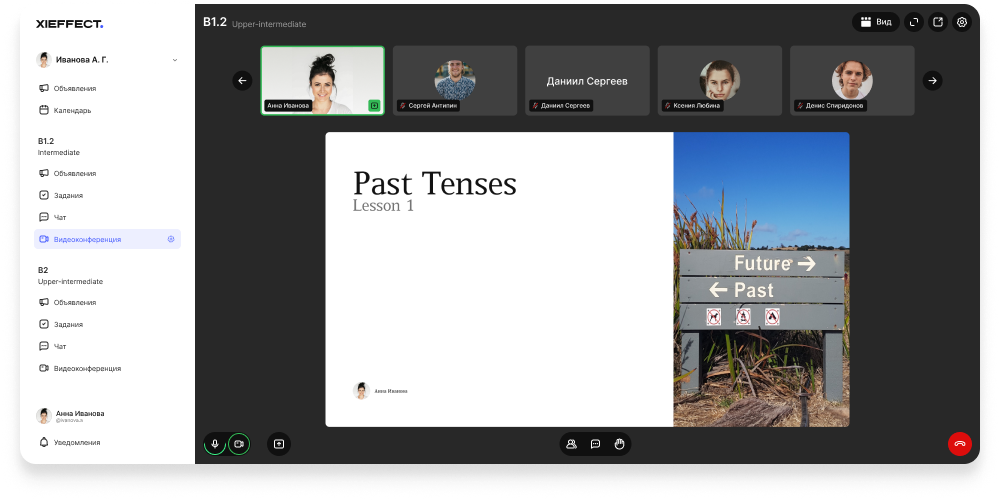 XIEFFECT.
Иванова А. Г.
Объявления
Календарь
B1.2
Intermediate
Объявления
Задания
Чат
Видеоконференция
B2
Upper-intermediate
Объявления
Задания
Чат
Видеоконференция
Анна Иванова
@ivanovaus
Уведомления
B1.2 Upper-intermediate
Вид
Анна Иванова
Сергей Антипин
Даниил Сергеев
Даниил Сергеев
Ксения Любина
Денис Спиридонов
Past Tenses
Lesson 1
Анна Иванова
Future →
← Past